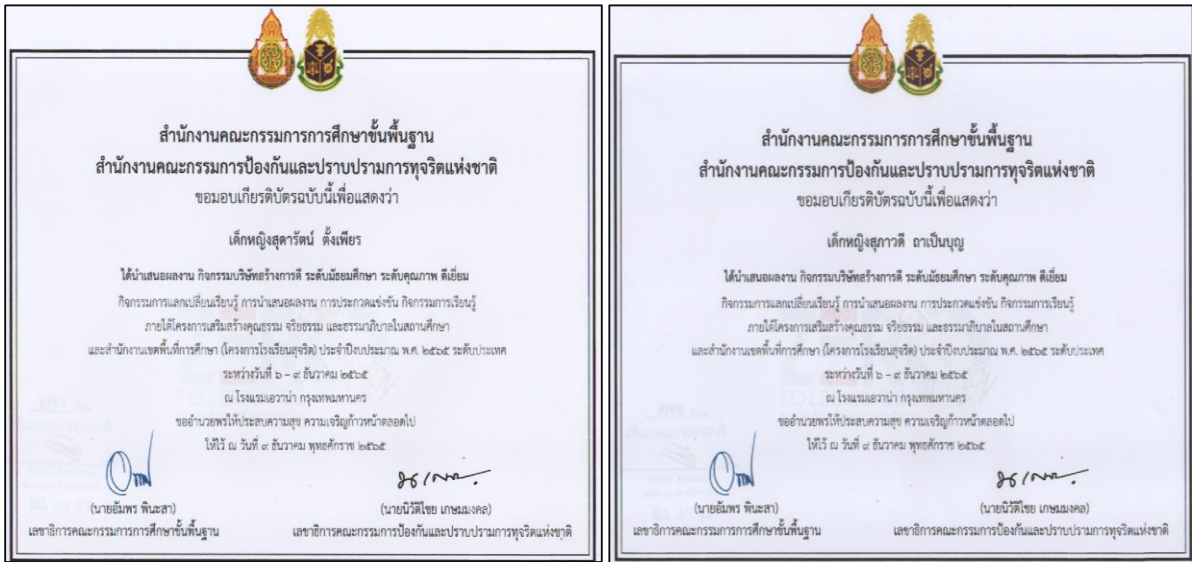 สำนักงานคณะกรรมการการศึกษาขั้นพื้นฐาน
สำนักงานคณะกรรมการป้องกันและปราบปรามการทุจริตแห่งชาติ
ขอมอบเกียรติบัตรฉบับนี้เพื่อแสดงว่า
เด็กหญิงสุดารัตน์ ตั้งเพียร
ได้นำเสนอผลงาน กิจกรรมบริษัทสร้างการดี ระดับมัธยมศึกษา ระดับคุณภาพ ดีเยี่ยม
กิจกรรมการแลกเปลี่ยนเรียนรู้ การนำเสนอผลงาน การประกวดแข่งขัน กิจกรรมการเรียนรู้
ภายใต้โครงการเสริมสร้างคุณธรรม จริยธรรม และธรรมาภิบาลในสถานศึกษา
และสำนักงานเขตพื้นที่การศึกษา (โครงการโรงเรียนสุจริต) ประจำปีงบประมาณ พ.ศ. ๒๕๖๕ ระดับประเทศ
ระหว่างวันที่ ๖ – ๙ ธันวาคม ๒๕๖๕
ณ โรงแรมเอวาน่า กรุงเทพมหานคร
ขออำนวยพรให้ประสบความสุข ความเจริญก้าวหน้าตลอดไป
ให้ไว้ ณ วันที่ ๙ ธันวาคม พุทธศักราช ๒๕๖๕
(นายอัมพร พินะสา)
เลขาธิการคณะกรรมการการศึกษาขั้นพื้นฐาน
(นายนิวัติไชย เกษมมงคล)
เลขาธิการคณะกรรมการป้องกันและปราบปรามการทุจริตแห่งชาติ
สำนักงานคณะกรรมการการศึกษาขั้นพื้นฐาน
สำนักงานคณะกรรมการป้องกันและปราบปรามการทุจริตแห่งชาติ
ขอมอบเกียรติบัตรฉบับนี้เพื่อแสดงว่า
เด็กหญิงสุภาวดี ถาเป็นบุญ
ได้นำเสนอผลงาน กิจกรรมบริษัทสร้างการดี ระดับมัธยมศึกษา ระดับคุณภาพ ดีเยี่ยม
กิจกรรมการแลกเปลี่ยนเรียนรู้ การนำเสนอผลงาน การประกวดแข่งขัน กิจกรรมการเรียนรู้
ภายใต้โครงการเสริมสร้างคุณธรรม จริยธรรม และธรรมาภิบาลในสถานศึกษา
และสำนักงานเขตพื้นที่การศึกษา (โครงการโรงเรียนสุจริต) ประจำปีงบประมาณ พ.ศ. ๒๕๖๕ ระดับประเทศ
ระหว่างวันที่ ๖ – ๙ ธันวาคม ๒๕๖๕
ณ โรงแรมเอวาน่า กรุงเทพมหานคร
ขออำนวยพรให้ประสบความสุข ความเจริญก้าวหน้าตลอดไป
ให้ไว้ ณ วันที่ ๙ ธันวาคม พุทธศักราช ๒๕๖๕
(นายอัมพร พินะสา)
เลขาธิการคณะกรรมการการศึกษาขั้นพื้นฐาน
(นายนิวัติไชย เกษมมงคล)
เลขาธิการคณะกรรมการป้องกันและปราบปรามการทุจริตแห่งชาติ